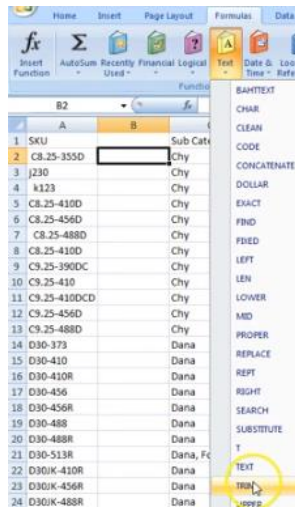 Home Insert Page Layout Formulas Data
fx Σ A
Insert Function AutoSum Recently Used Financial Logical Text Date & Time
B2 fx
A B
1 SKU Sub Cate
2 C8.25-355D Chy
3 J230 Chy
4 k123 Chy
5 C8.25-410D Chy
6 C8.25-456D Chy
7 C8.25-488D Chy
8 C8.25-410D Chy
9 C9.25-390DC Chy
10 C9.25-410 Chy
11 C9.25-410DCD Chy
12 C9.25-456D Chy
13 C9.25-488D Chy
14 D30-373 Dana
15 D30-410 Dana
16 D30-410R Dana
17 D30-456 Dana
18 D30-456R Dana
19 D30-488 Dana
20 D30-488R Dana
21 D30-513R Dana, Fo
22 D30JK-410R Dana
23 D30JK-456R Dana
24 D30JK-488R Dana
BAHTTEXT
CHAR
CLEAN
CODE
CONCATENATE
DOLLAR
EXACT
FIND
FIXED
LEFT
LEN
LOWER
MID
PROPER
REPLACE
REPT
RIGHT
SEARCH
SUBSTITUTE
T
TEXT
TRIM
UPPER